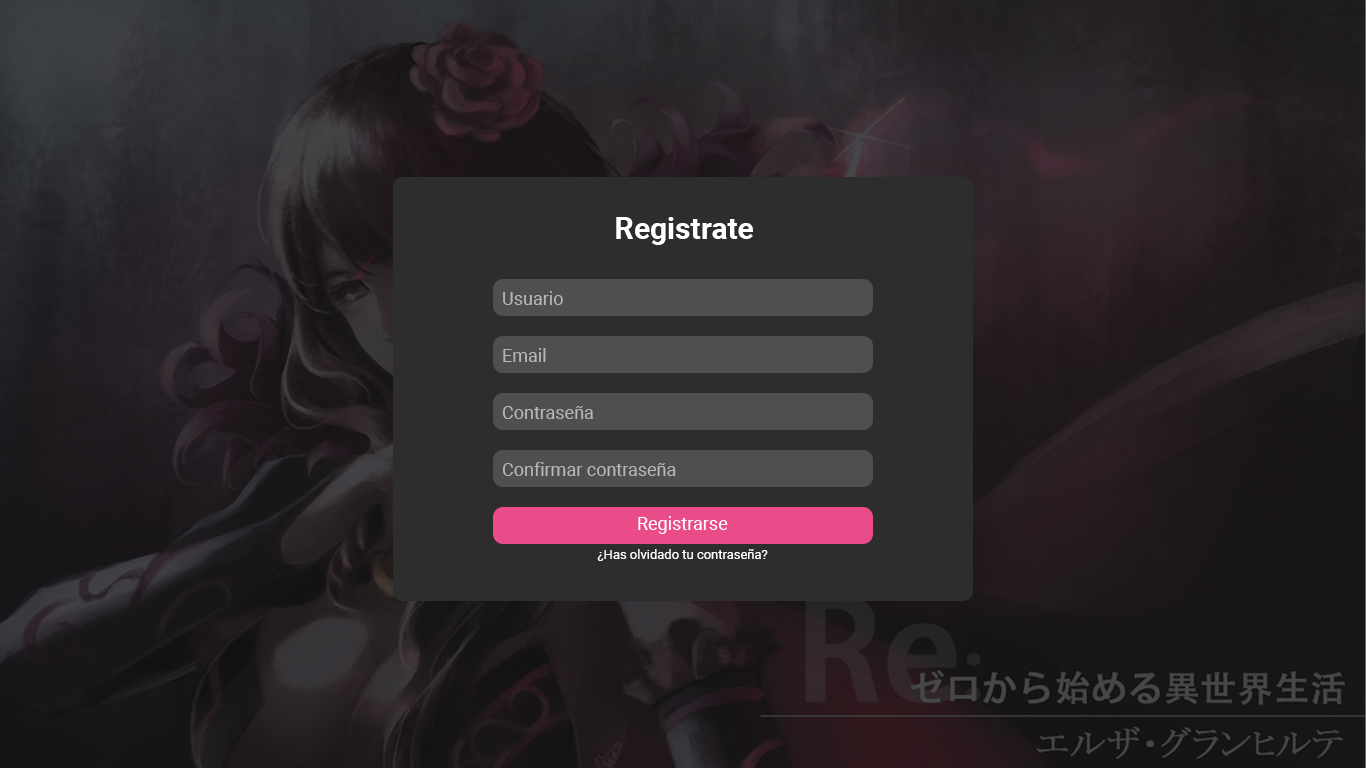 Registrate
Usuario
Email
Contraseña
Confirmar contraseña
Registrarse
¿Has olvidado tu contraseña?
Re:
ゼロから始める異世界生活
エルザ・グランヒルテ